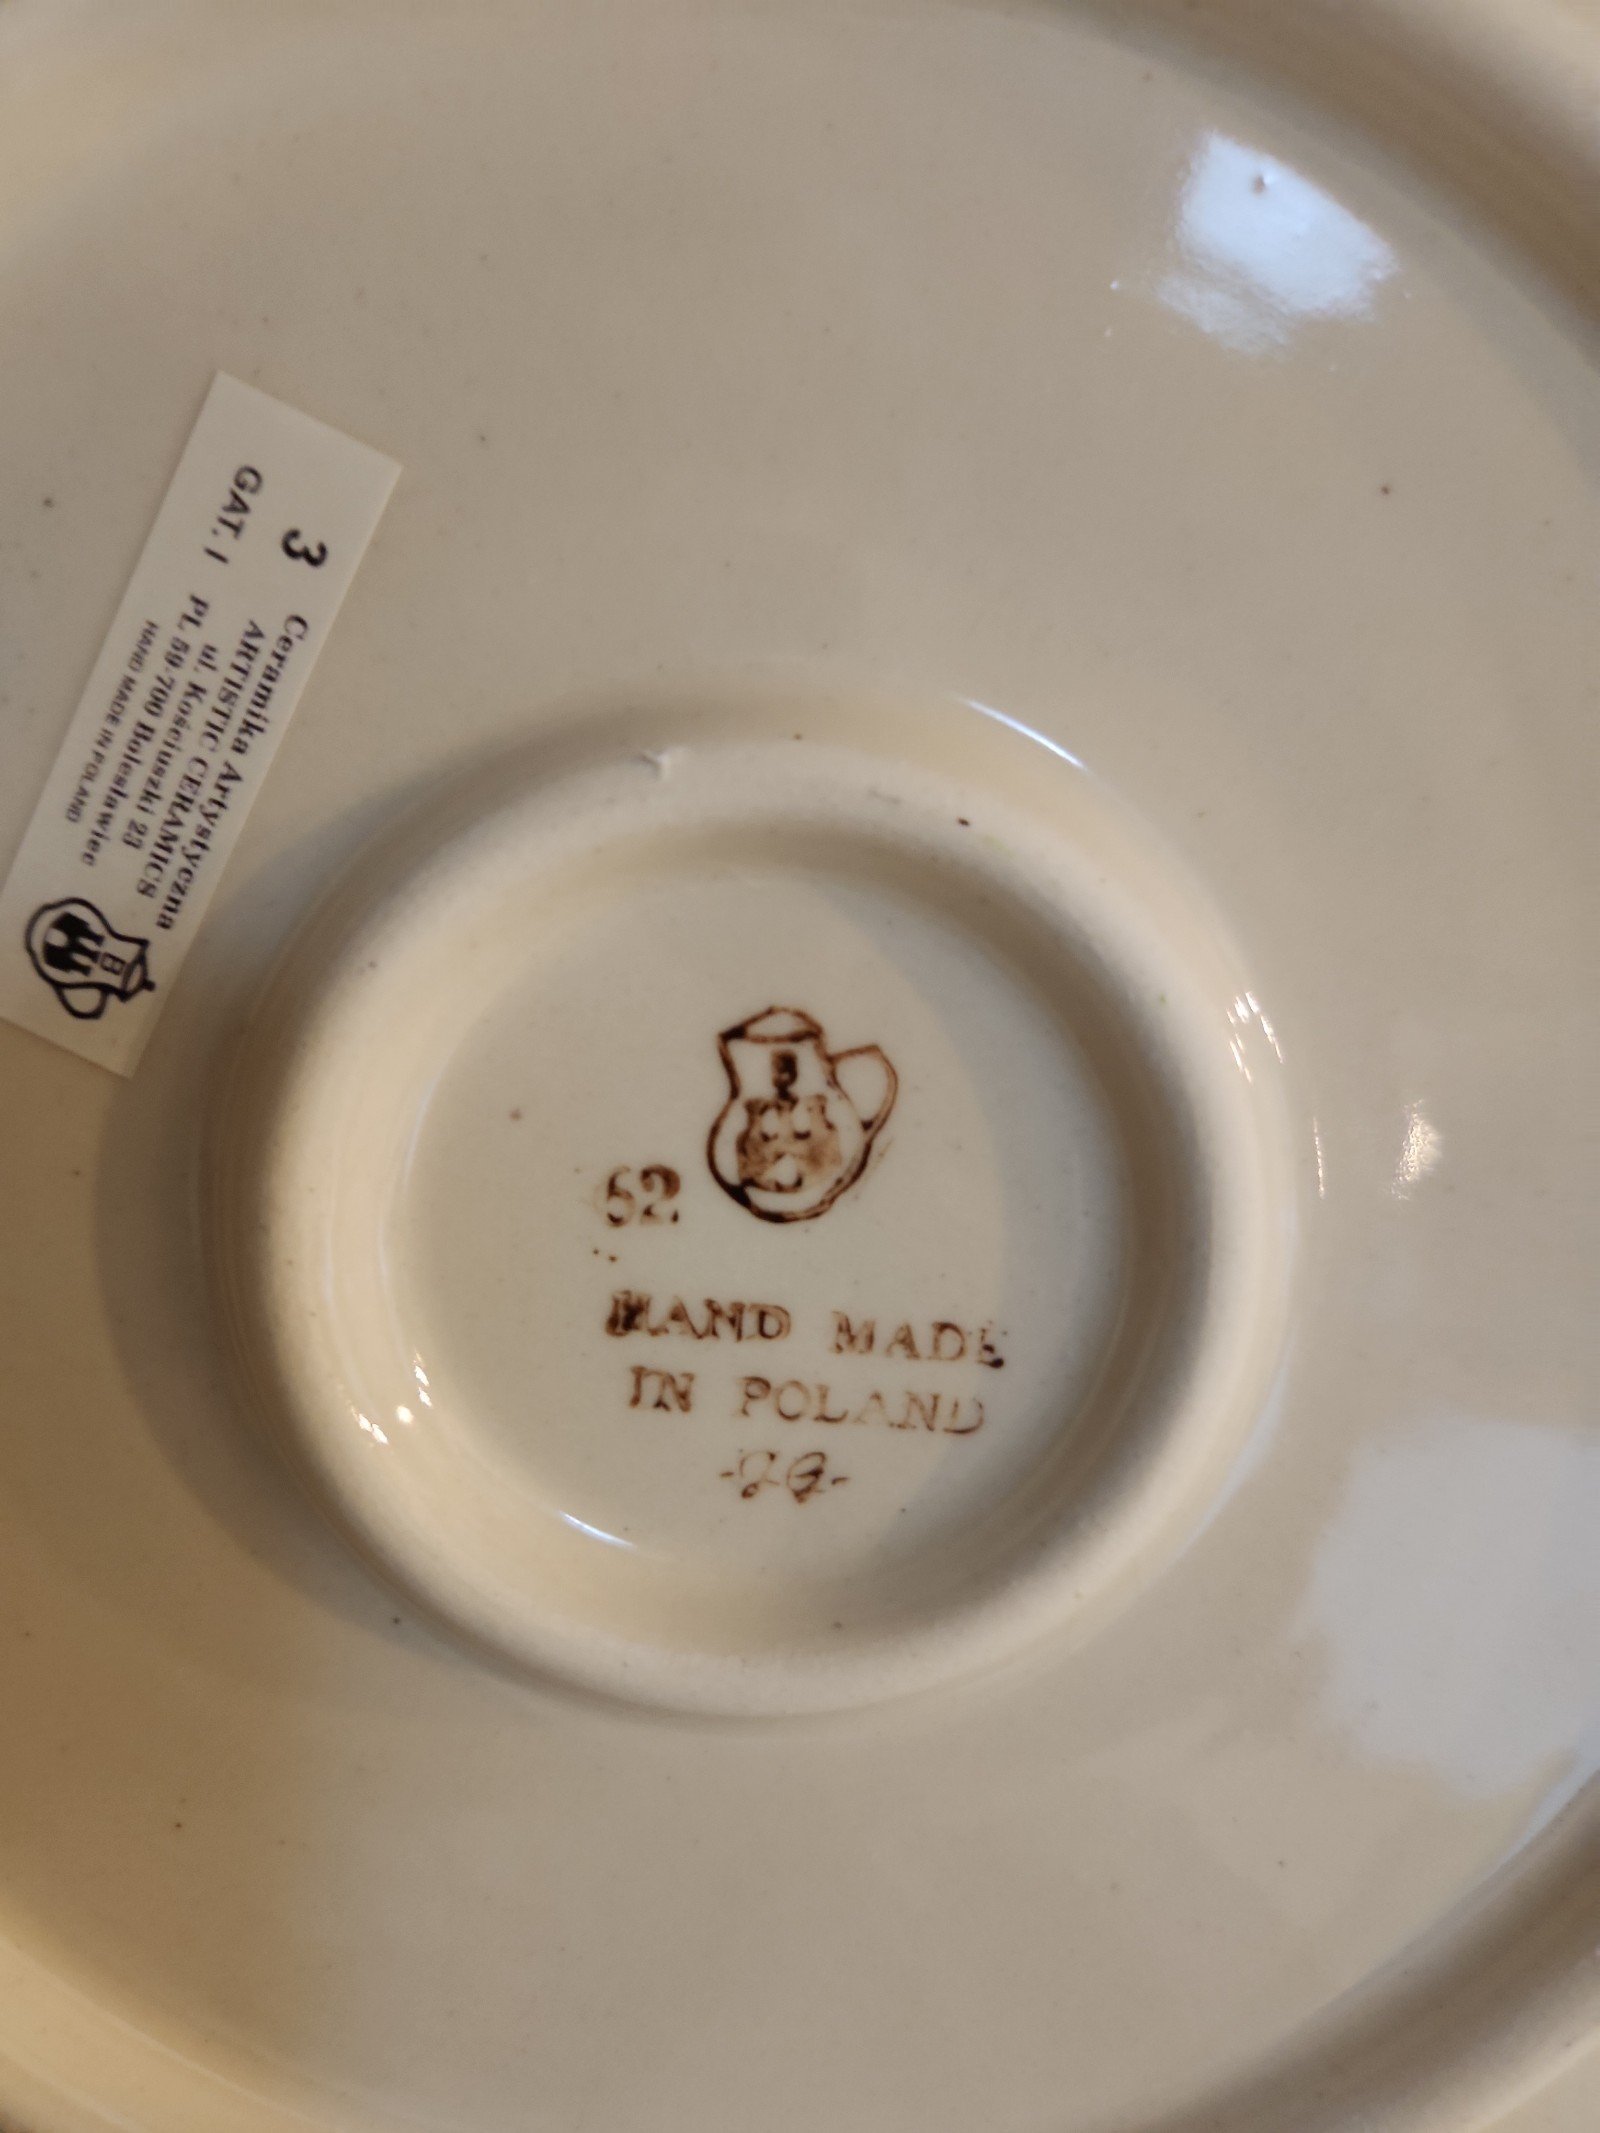 3 Ceramika Artystyczna
ARTISTIC CERAMICS
GAT. I ul. Kościuszki 23
PL 59-700 Bolesławiec
HAND MADE IN POLAND
B
B
62
HAND MADE
IN POLAND